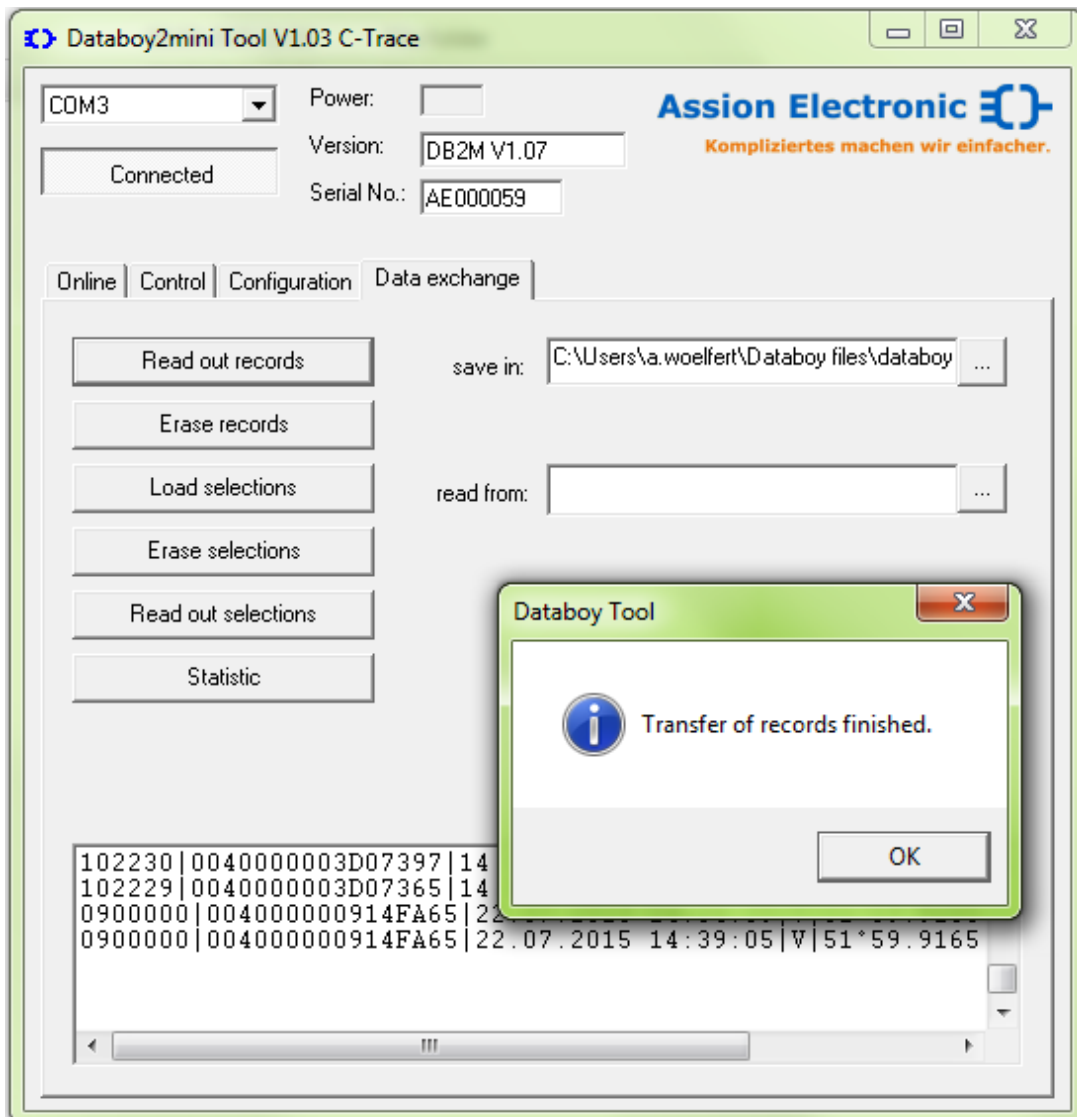 Databoy2mini Tool V1.03 C-Trace
COM3
Power:
Version:
DB2M V1.07
Connected
Serial No.:
AE000059
Assion Electronic
Kompliziertes machen wir einfacher.
Online
Control
Configuration
Data exchange
Read out records
save in:
C:\Users\a.woelfert\Databoy files\databoy
...
Erase records
Load selections
read from:
...
Erase selections
Read out selections
Statistic
Databoy Tool
Transfer of records finished.
OK
102230|0040000003D07397|14
102229|0040000003D07365|14
0900000|004000000914FA65|22
0900000|004000000914FA65|22.07.2015 14:39:05|V|51°59.9165